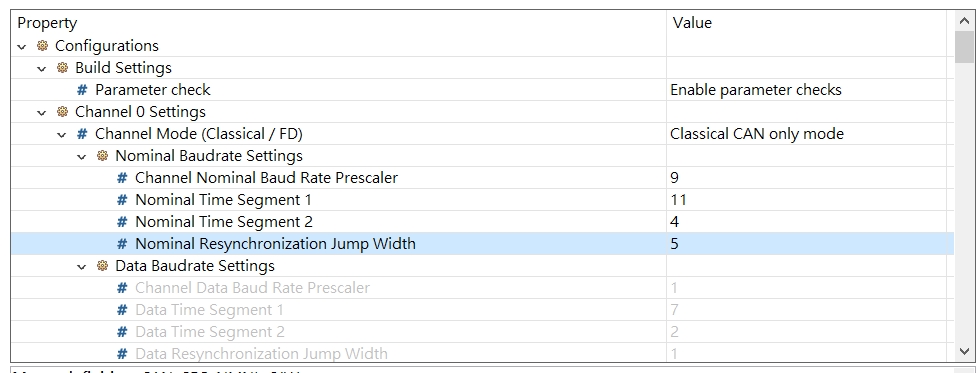 Property Value
Configurations
Build Settings
# Parameter check Enable parameter checks
Channel 0 Settings
# Channel Mode (Classical / FD) Classical CAN only mode
Nominal Baudrate Settings
# Channel Nominal Baud Rate Prescaler 9
# Nominal Time Segment 1 11
# Nominal Time Segment 2 4
# Nominal Resynchronization Jump Width 5
Data Baudrate Settings
# Channel Data Baud Rate Prescaler 1
# Data Time Segment 1 7
# Data Time Segment 2 2
# Data Resynchronization Jump Width 1